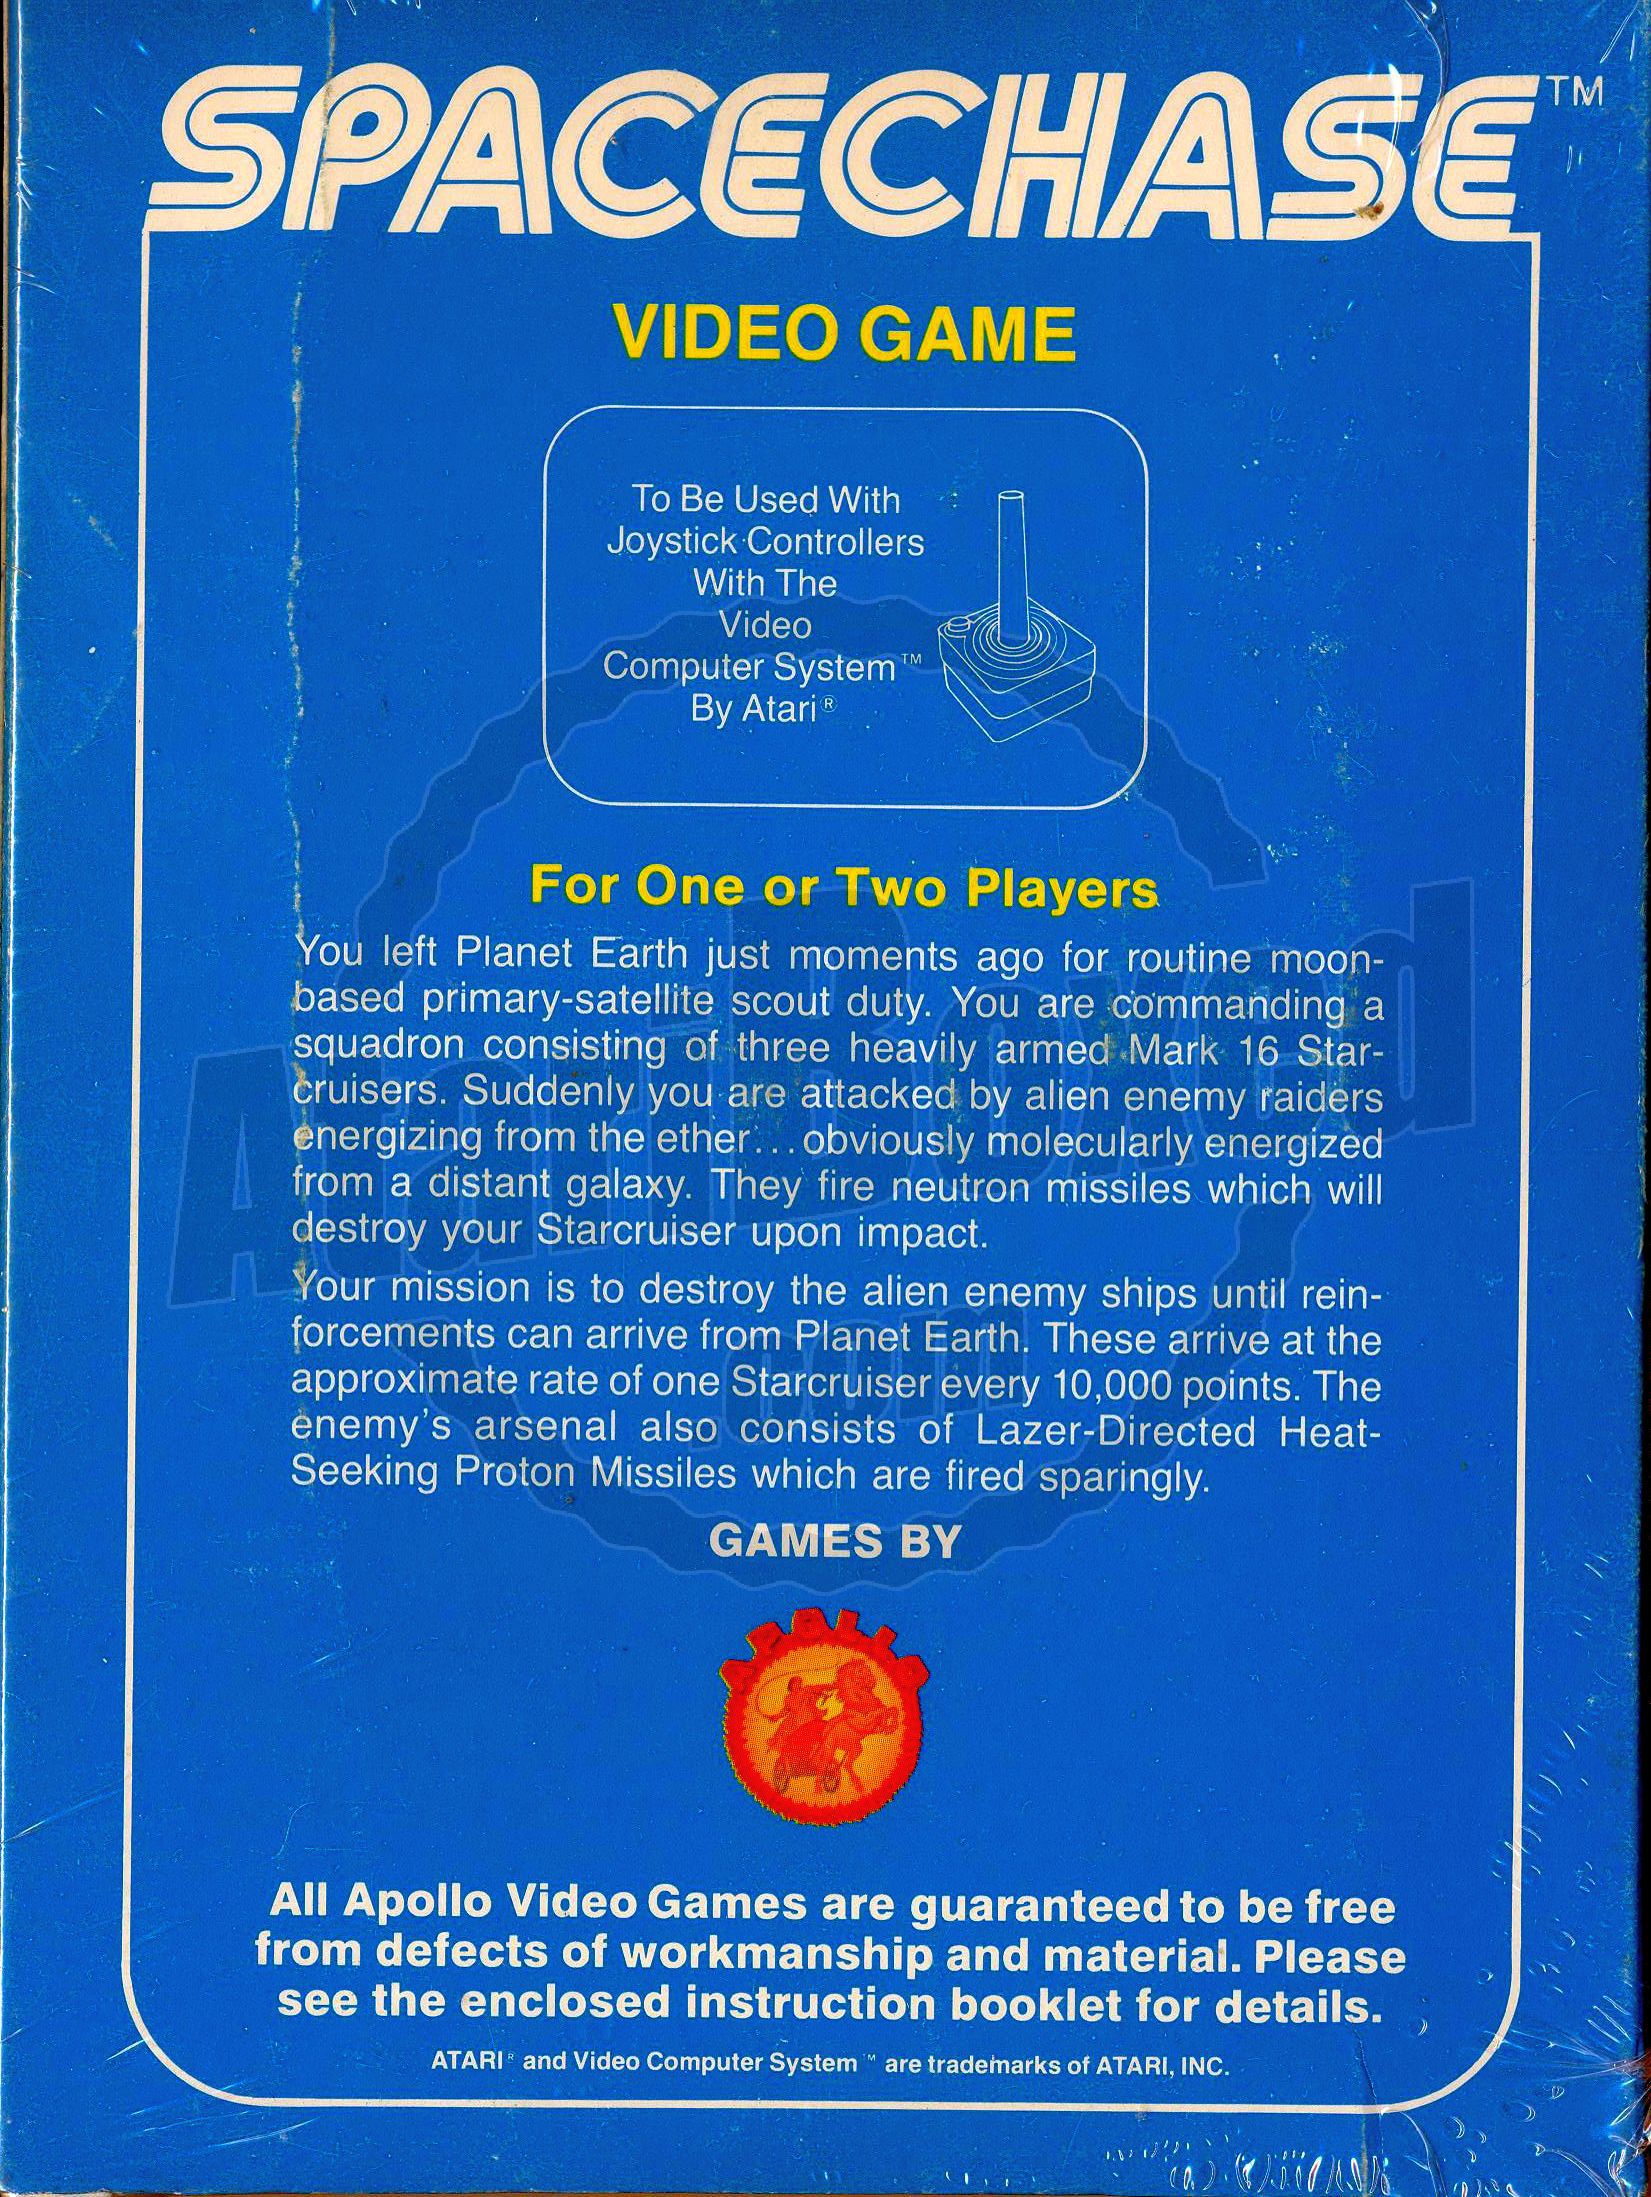 SPACECHASE™
VIDEO GAME
To Be Used With
Joystick Controllers
With The
Video
Computer System™
By Atari®
For One or Two Players
You left Planet Earth just moments ago for routine moon-
based primary-satellite scout duty. You are commanding a
squadron consisting of three heavily armed Mark 16 Star-
cruisers. Suddenly you are attacked by alien enemy raiders
energizing from the ether... obviously molecularly energized
from a distant galaxy. They fire neutron missiles which will
destroy your Starcruiser upon impact.
Your mission is to destroy the alien enemy ships until rein-
forcements can arrive from Planet Earth. These arrive at the
approximate rate of one Starcruiser every 10,000 points. The
enemy's arsenal also consists of Lazer-Directed Heat-
Seeking Proton Missiles which are fired sparingly.
AtariBoxed
.com
GAMES BY
APOLLO
All Apollo Video Games are guaranteed to be free
from defects of workmanship and material. Please
see the enclosed instruction booklet for details.
ATARI® and Video Computer System™ are trademarks of ATARI, INC.